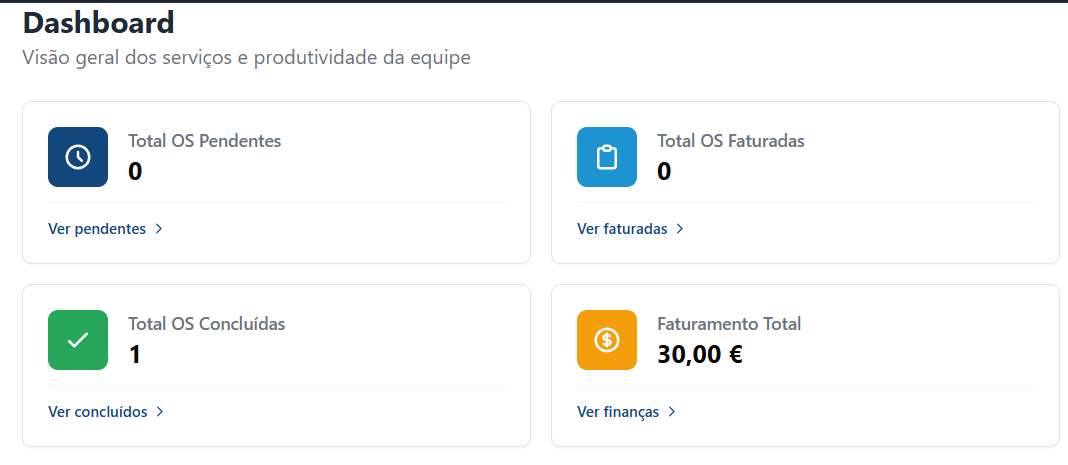 Dashboard
Visão geral dos serviços e produtividade da equipe
Total OS Pendentes
0
Ver pendentes
Total OS Faturadas
0
Ver faturadas
Total OS Concluídas
1
Ver concluídos
Faturamento Total
30,00 €
Ver finanças